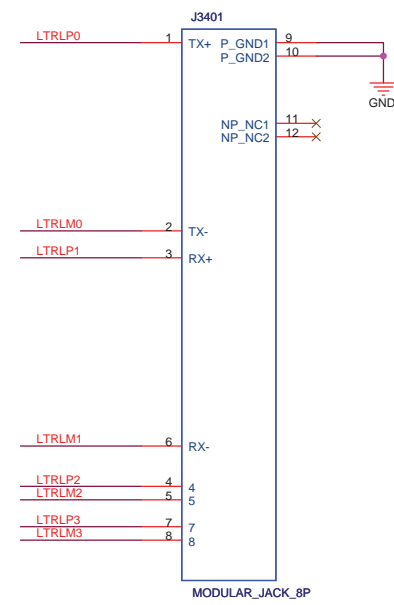 J3401
LTRLP0 1 TX+ P_GND1 9
P_GND2 10
GND
NP_NC1 11
NP_NC2 12
LTRLM0 2 TX-
LTRLP1 3 RX+
LTRLM1 6 RX-
LTRLP2 4 4
LTRLM2 5 5
LTRLP3 7 7
LTRLM3 8 8
MODULAR_JACK_8P